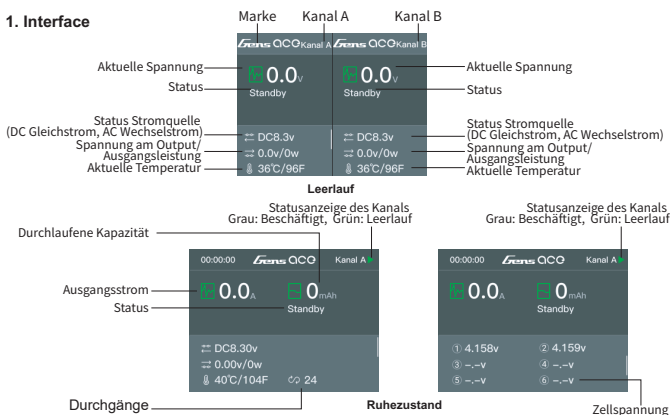 1. Interface
Marke
Kanal A
Kanal B
Gens ace Kanal A
Gens ace Kanal B
Aktuelle Spannung
0.0v
0.0v
Aktuelle Spannung
Status
Standby
Standby
Status
Status Stromquelle
(DC Gleichstrom, AC Wechselstrom)
DC8.3v
DC8.3v
Status Stromquelle
(DC Gleichstrom, AC Wechselstrom)
Spannung am Output/
Ausgangsleistung
0.0v/0w
0.0v/0w
Spannung am Output/
Ausgangsleistung
Aktuelle Temperatur
36℃/96F
36℃/96F
Aktuelle Temperatur
Leerlauf
Statusanzeige des Kanals
Grau: Beschäftigt, Grün: Leerlauf
Statusanzeige des Kanals
Grau: Beschäftigt, Grün: Leerlauf
Durchlaufene Kapazität
00:00:00 Gens ace Kanal A
Ausgangsstrom
0.0A
0mAh
Status
Standby
DC8.30v
0.00v/0w
40℃/104F
24
Durchgänge
00:00:00 Gens ace Kanal A
0.0A
0mAh
Standby
① 4.158v ② 4.159v
③ –.–v ④ –.–v
⑤ –.–v ⑥ –.–v
Ruhezustand
Zellspannung